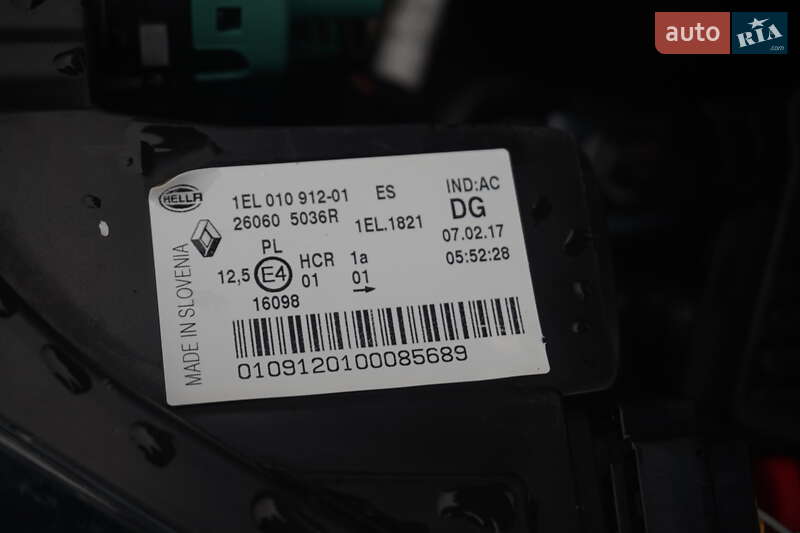 auto RIA
.com
HELLA
1EL 010 912-01 ES IND:AC
26060 5036R 1EL.1821 DG
07.02.17
PL HCR 1a 05:52:28
12,5 E4 01 01
16098
MADE IN SLOVENIA
0109120100085689